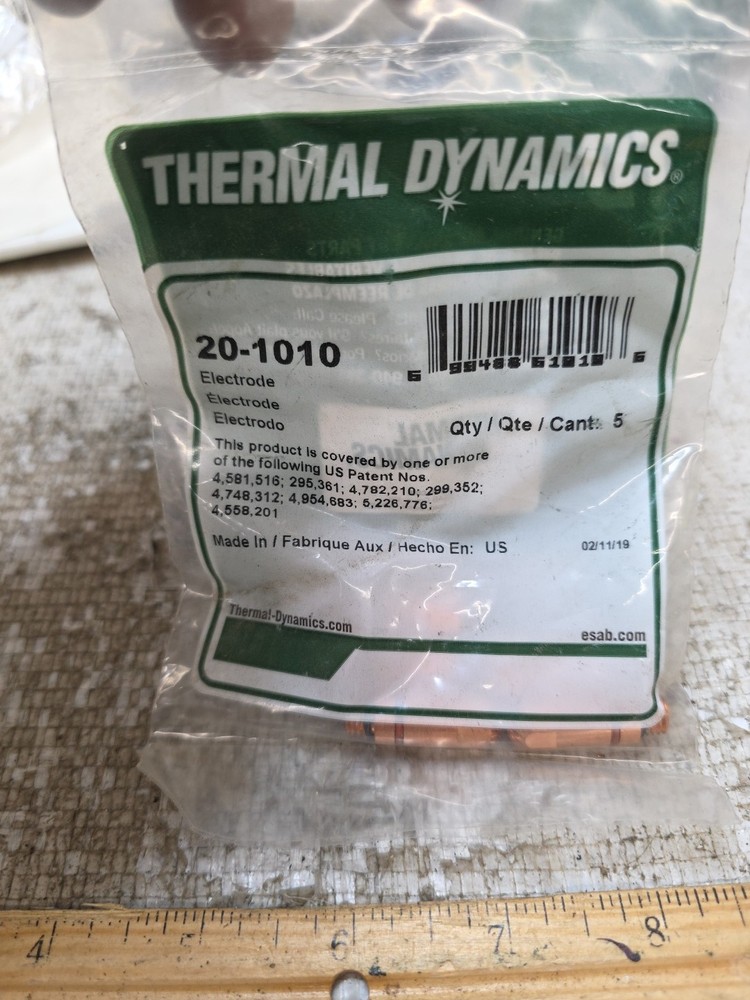 THERMAL DYNAMICS®
20-1010
Electrode
Électrode
Electrodo
Qty / Qte / Cant: 5
This product is covered by one or more
of the following US Patent Nos.
4,581,516; 295,361; 4,782,210; 299,352;
4,748,312; 4,954,683; 5,226,776;
4,558,201
Made In / Fabrique Aux / Hecho En: US
02/11/19
Thermal-Dynamics.com
esab.com
4 6 7 8